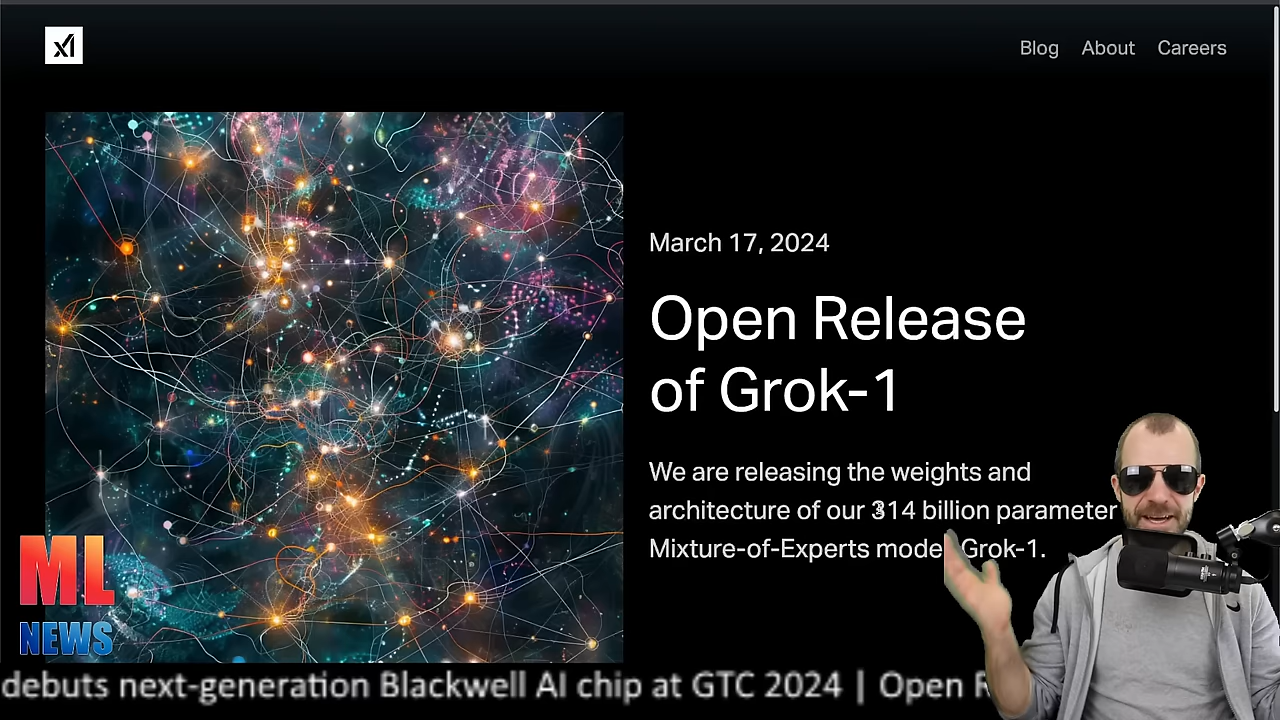 xI
Blog About Careers
March 17, 2024
Open Release
of Grok-1
We are releasing the weights and
architecture of our 314 billion parameter
Mixture-of-Experts model Grok-1.
ML
NEWS
debuts next-generation Blackwell AI chip at GTC 2024 | Open